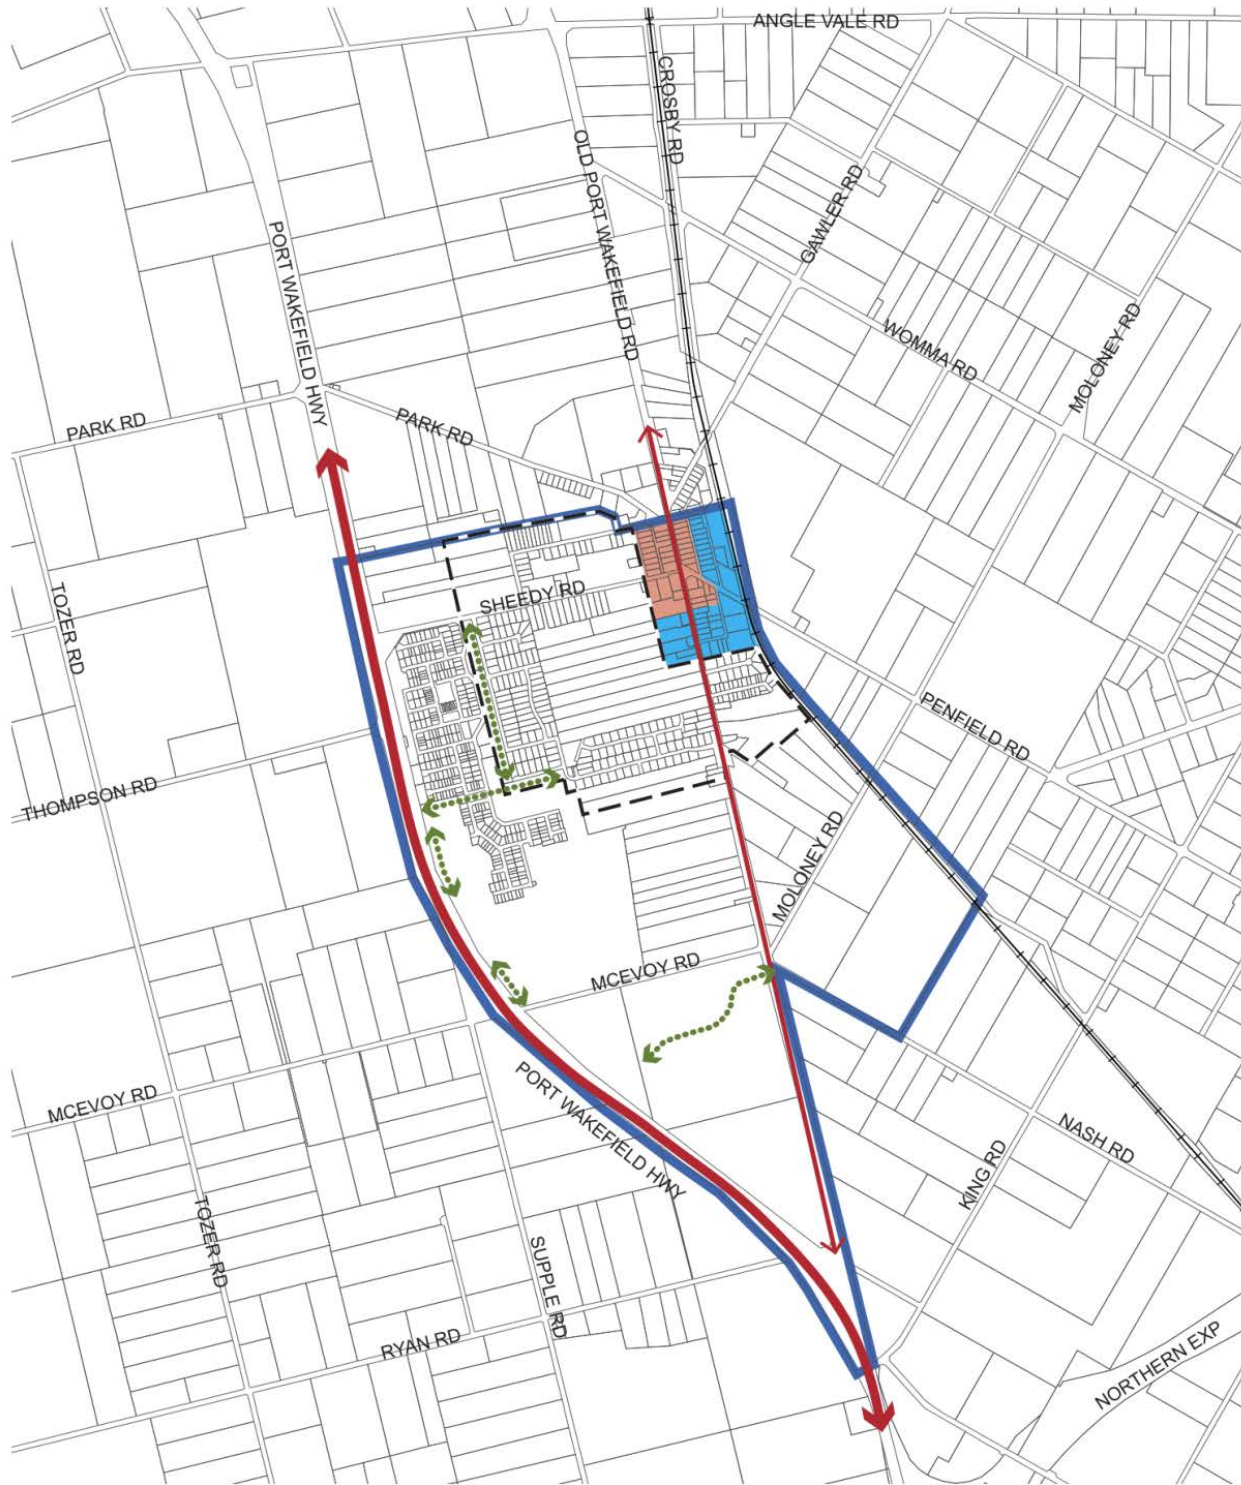 ANGLE VALE RD
CROSBY RD
OLD PORT WAKEFIELD RD
GAWLER RD
PORT WAKEFIELD HWY
WOMMA RD
MOLONEY RD
PARK RD
PARK RD
SHEEDY RD
TOZER RD
PENFIELD RD
THOMPSON RD
MOLONEY RD
MCEVOY RD
MCEVOY RD
PORT WAKEFIELD HWY
NASH RD
KING RD
TOZER RD
SUPPLE RD
RYAN RD
NORTHERN EXP